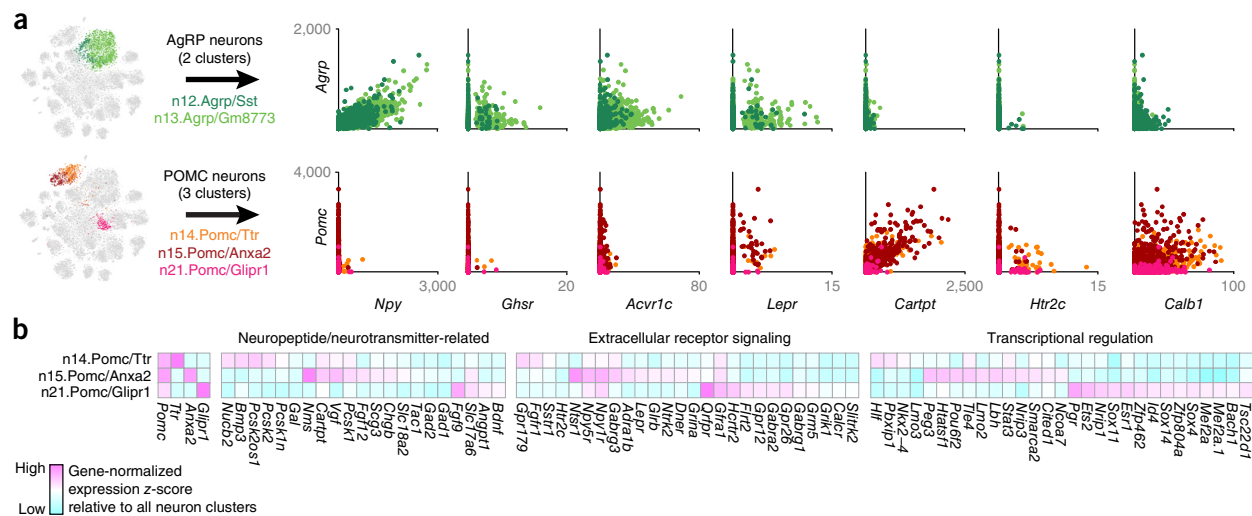 a
AgRP neurons
(2 clusters)
n12.Agrp/Sst
n13.Agrp/Gm8773
2,000
Agrp
3,000
20
80
15
2,500
15
100
POMC neurons
(3 clusters)
n14.Pomc/Ttr
n15.Pomc/Anxa2
n21.Pomc/Glipr1
4,000
Pomc
Npy
Ghsr
Acvr1c
Lepr
Cartpt
Htr2c
Calb1
b
Neuropeptide/neurotransmitter-related
Extracellular receptor signaling
Transcriptional regulation
n14.Pomc/Ttr
n15.Pomc/Anxa2
n21.Pomc/Glipr1
Pomc
Ttr
Anxa2
Glipr1
Nucb2
Bmp3
Pcsk2os1
Pcsk2
Pcsk1n
Gal
Nms
Cartpt
Vgf
Pcsk1
Fgf12
Scg3
Chgb
Slc18a2
Tac1
Gad2
Gad1
Fgf9
Slc17a6
Angpt1
Bdnf
Gpr179
Egfr1
Sstr1
Htr2c
Ntsr1
Npy5r
Npy1r
Gabrg3
Adra1b
Lepr
Glrb
Ntrk2
Dner
Grina
Qrfpr
Gfra1
Hcrtr2
Flrt2
Gpr12
Gabra2
Gpr26
Gabrg1
Grm5
Grik1
Calcr
Slitrk2
Hlf
Pbxip1
Nkx2–4
Lmo3
Peg3
Htatsf1
Pou6f2
Tle4
Lmo2
Lbh
Stat3
Nrip3
Smarca2
Cited1
Ncoa7
Pgr
Ets2
Nrip1
Sox11
Esr1
Zfp462
Id4
Sox14
Zfp804a
Sox4
Mef2a
Mef2a.1
Bach1
Tsc22d1
High
Low
Gene-normalized
expression z-score
relative to all neuron clusters